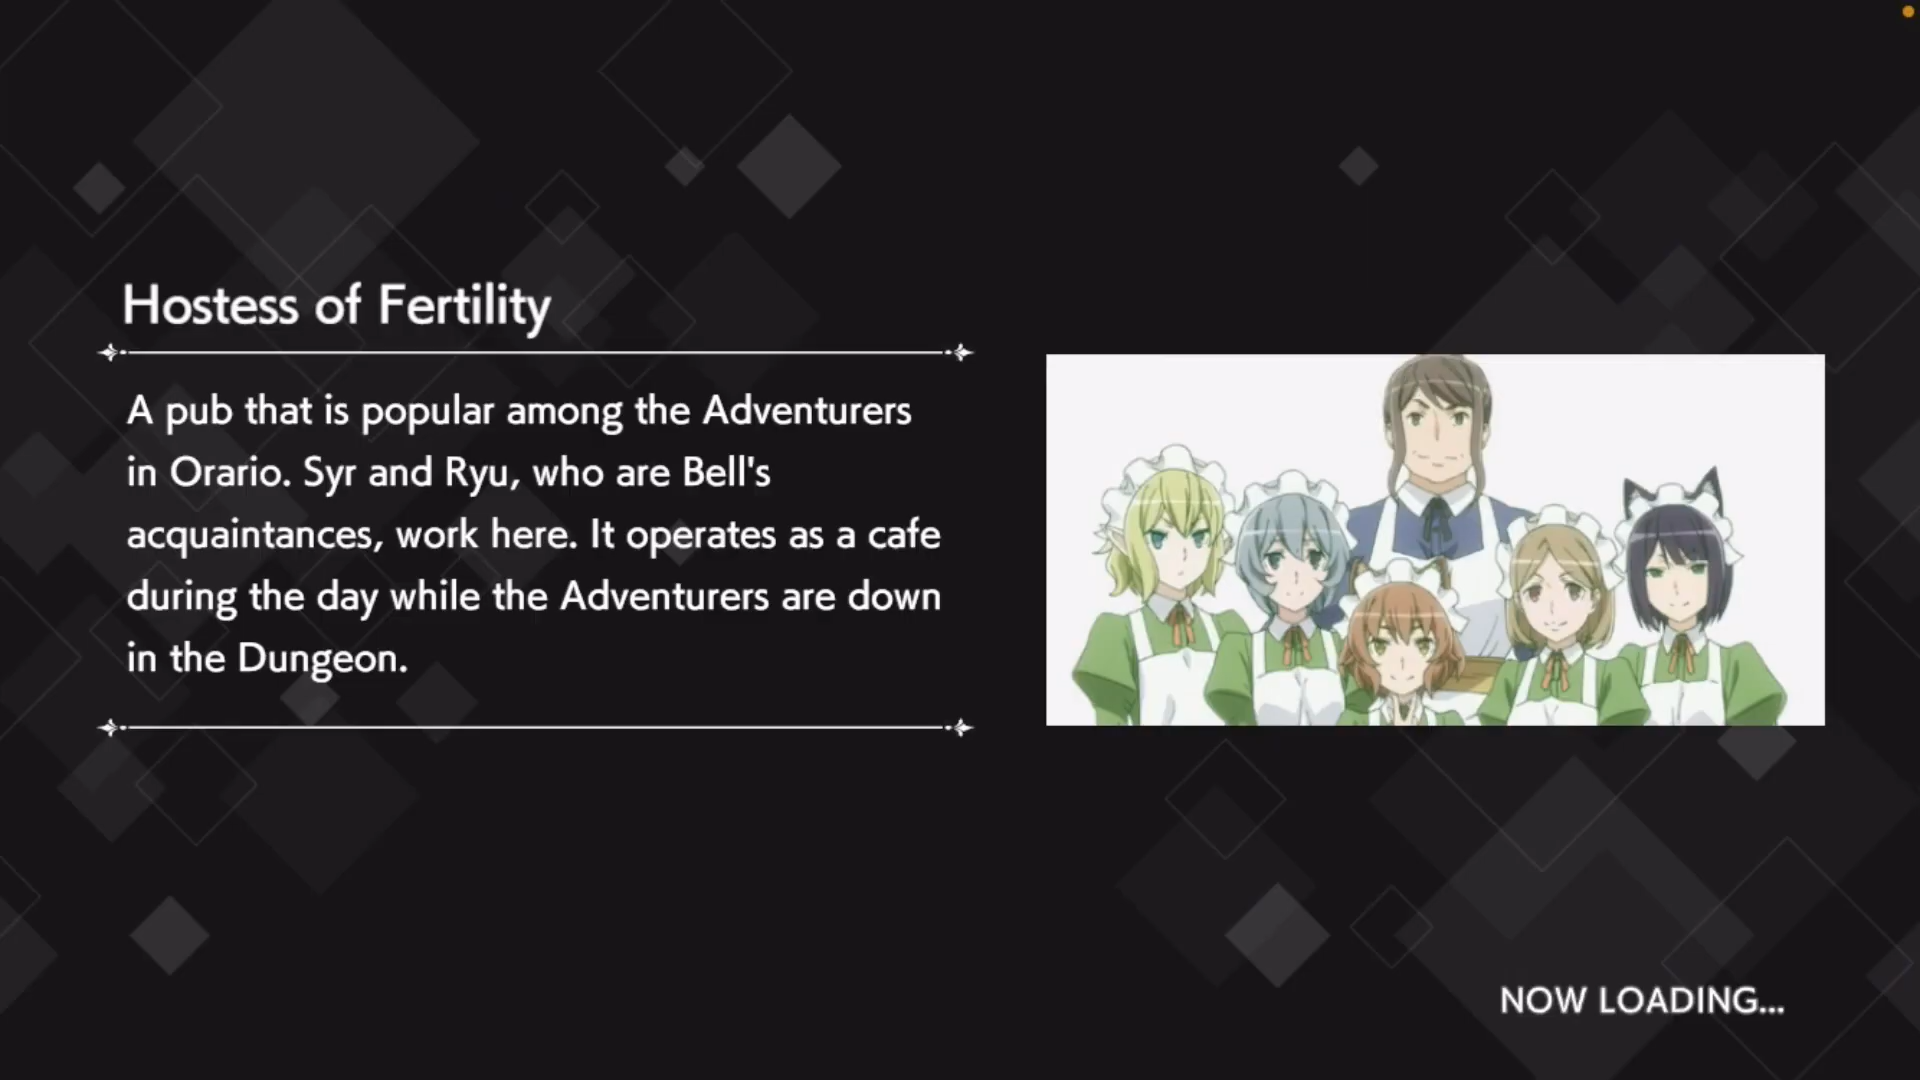 Hostess of Fertility
A pub that is popular among the Adventurers
in Orario. Syr and Ryu, who are Bell's
acquaintances, work here. It operates as a cafe
during the day while the Adventurers are down
in the Dungeon.
NOW LOADING...